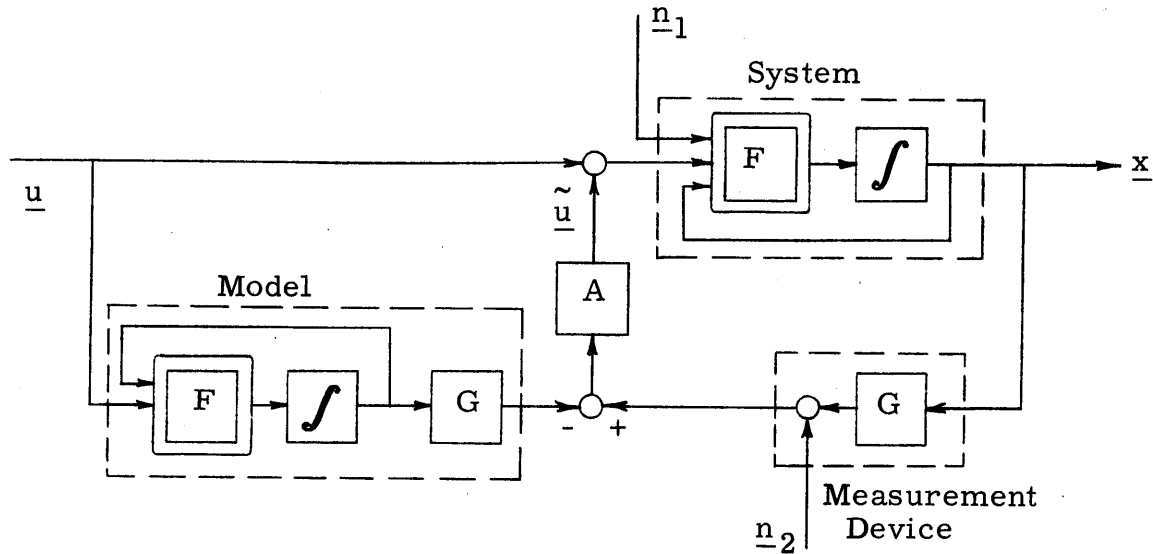 n1
System
F ∫
x
u
ũ
A
Model
F ∫ G
- +
G
Measurement
Device
n2